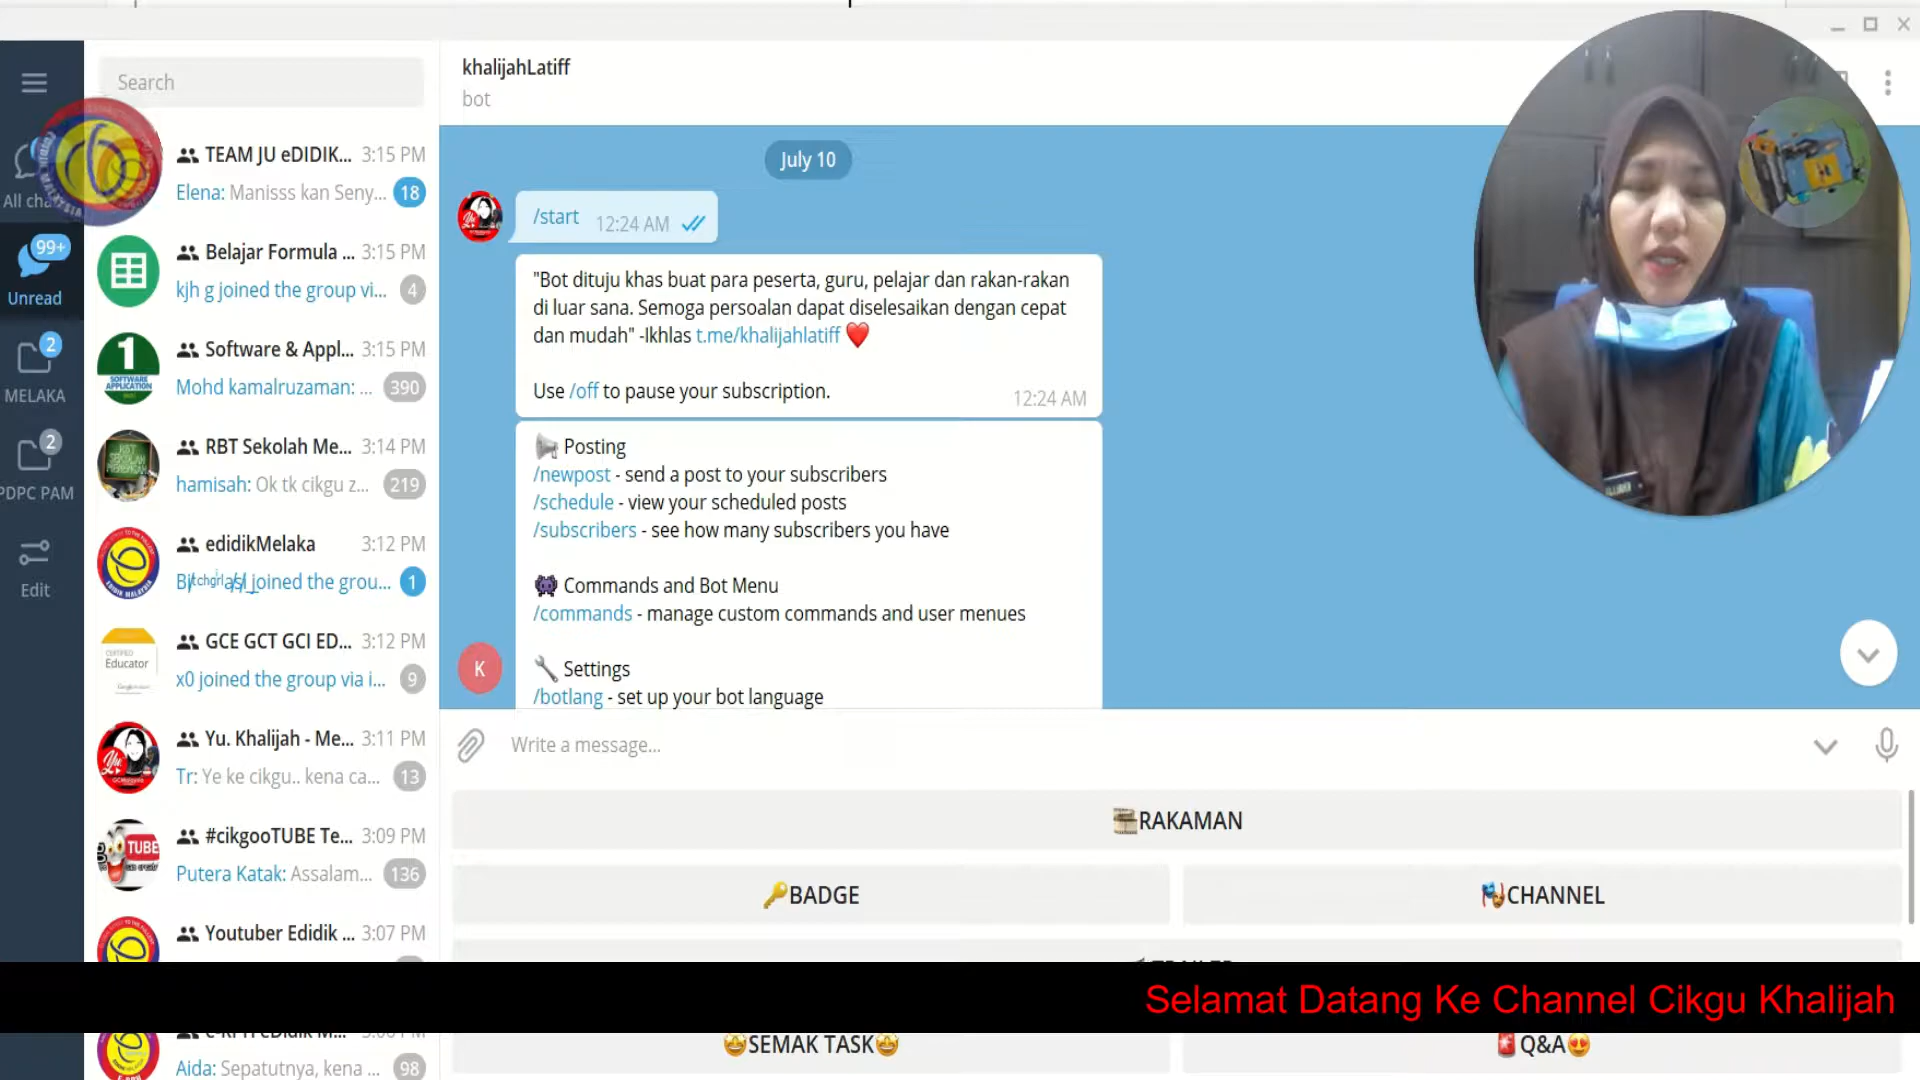 Search
khalijahLatiff
bot
All cha
99+
Unread
2
MELAKA
2
PDPC PAM
Edit
TEAM JU eDIDIK... 3:15 PM
Elena: Manisss kan Seny... 18
Belajar Formula ... 3:15 PM
kjh g joined the group vi... 4
Software & Appl... 3:15 PM
Mohd kamalruzaman: ... 390
1
SOFTWARE
APPLICATION
RBT Sekolah Me... 3:14 PM
hamisah: Ok tk cikgu z... 219
edidikMelaka 3:12 PM
joined the grou... 1
GCE GCT GCI ED... 3:12 PM
x0 joined the group via i... 9
CERTIFIED
Educator
Yu. Khalijah - Me... 3:11 PM
Tr: Ye ke cikgu.. kena ca... 13
#cikgooTUBE Te... 3:09 PM
Putera Katak: Assalam... 136
TUBE
Youtuber Edidik ... 3:07 PM
Aida: Sepatutnya, kena ... 98
July 10
/start 12:24 AM
"Bot dituju khas buat para peserta, guru, pelajar dan rakan-rakan
di luar sana. Semoga persoalan dapat diselesaikan dengan cepat
dan mudah" -Ikhlas t.me/khalijahlatiff ❤️
Use /off to pause your subscription. 12:24 AM
📢 Posting
/newpost - send a post to your subscribers
/schedule - view your scheduled posts
/subscribers - see how many subscribers you have
👾 Commands and Bot Menu
/commands - manage custom commands and user menues
🔧 Settings
/botlang - set up your bot language
K
Write a message...
🎞RAKAMAN
🔑BADGE
🎭CHANNEL
Selamat Datang Ke Channel Cikgu Khalijah
🤩SEMAK TASK🤩
🚨Q&A😍